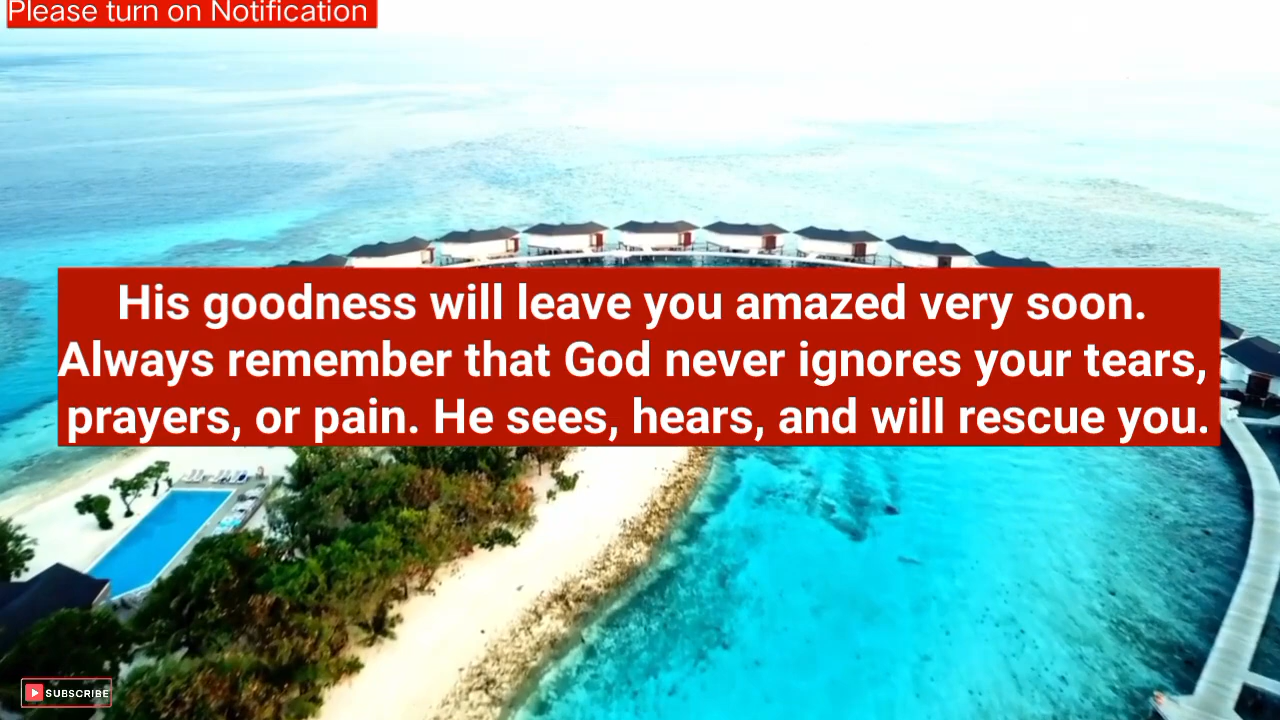 Please turn on Notification
His goodness will leave you amazed very soon.
Always remember that God never ignores your tears,
prayers, or pain. He sees, hears, and will rescue you.
SUBSCRIBE